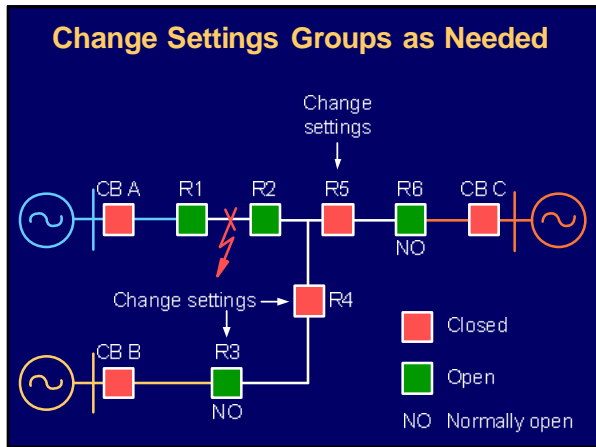 Change Settings Groups as Needed
Change
settings
CB A
R1
R2
R5
R6
CB C
NO
Change settings
R4
Closed
CB B
R3
Open
NO
NO Normally open